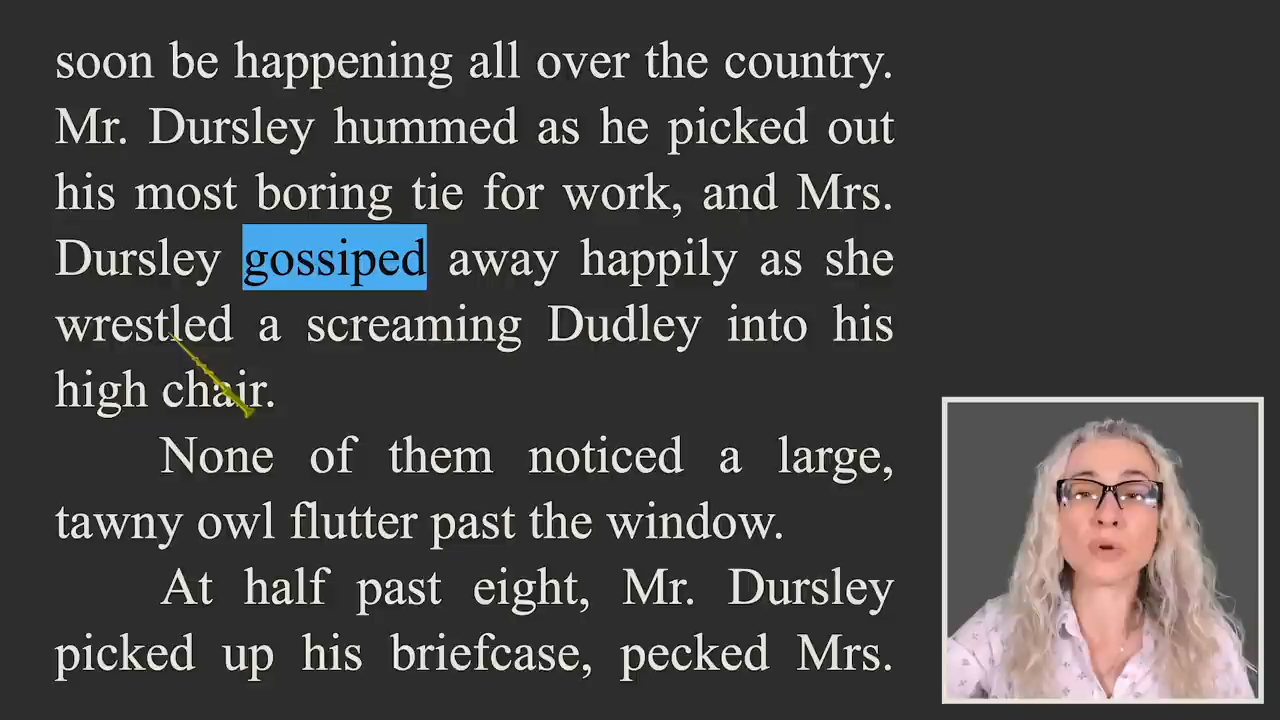 soon be happening all over the country.
Mr. Dursley hummed as he picked out
his most boring tie for work, and Mrs.
Dursley gossiped away happily as she
wrestled a screaming Dudley into his
high chair.
None of them noticed a large,
tawny owl flutter past the window.
At half past eight, Mr. Dursley
picked up his briefcase, pecked Mrs.